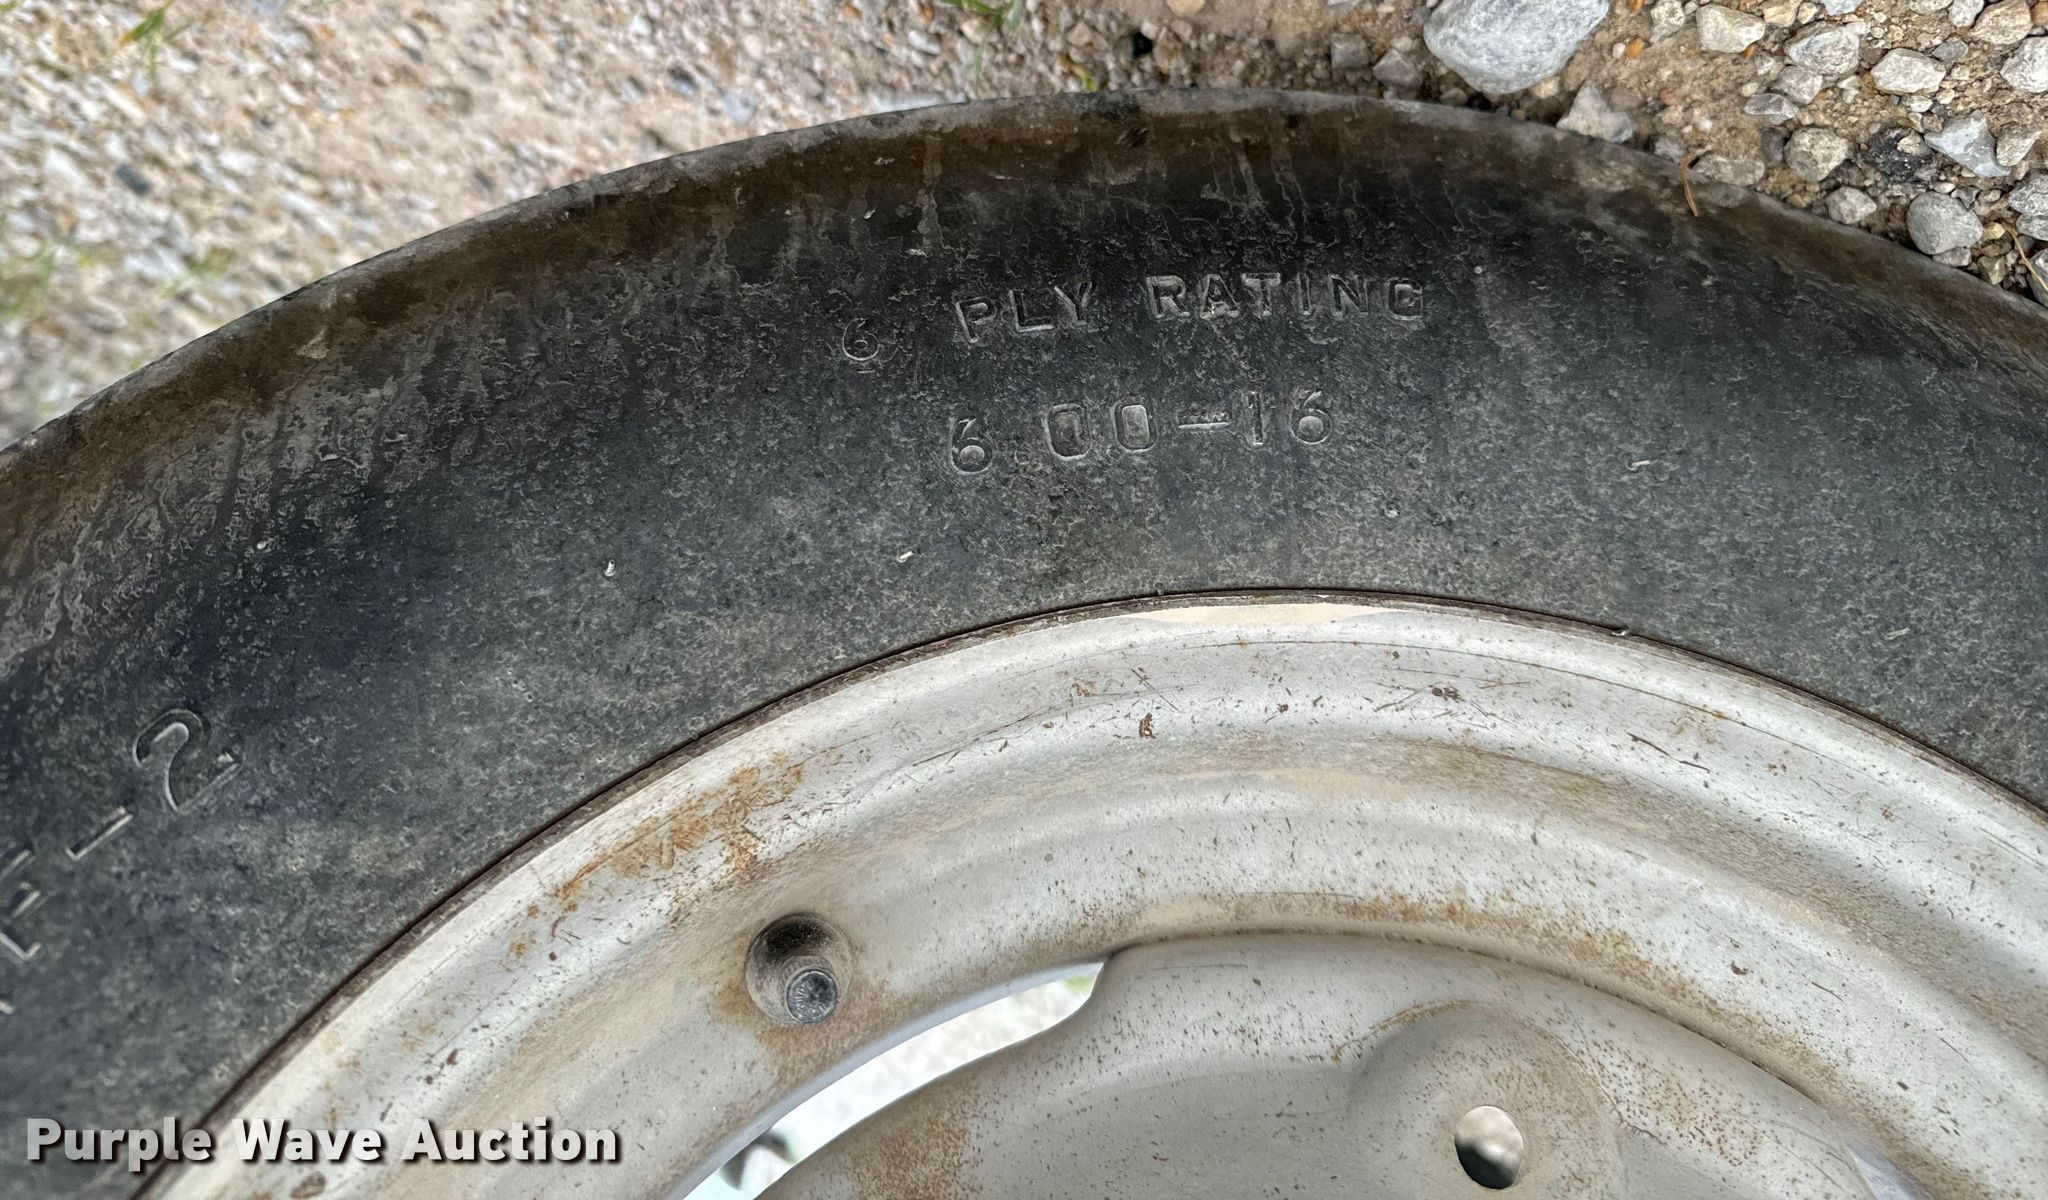 6 PLY RATING
6 00-16
F-2
Purple Wave Auction